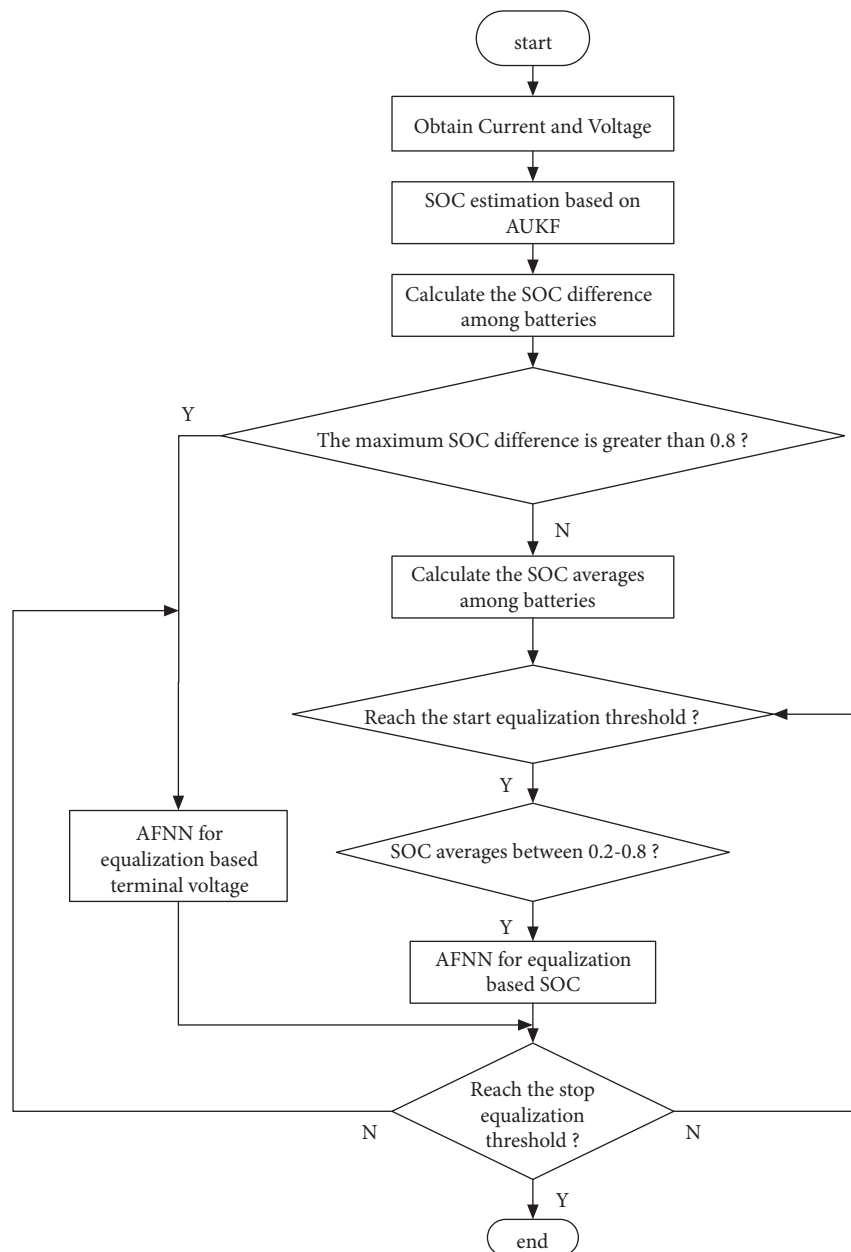 start
Obtain Current and Voltage
SOC estimation based on
AUKF
Calculate the SOC difference
among batteries
Y
The maximum SOC difference is greater than 0.8 ?
N
Calculate the SOC averages
among batteries
Reach the start equalization threshold ?
Y
AFNN for
equalization based
terminal voltage
SOC averages between 0.2-0.8 ?
Y
AFNN for equalization
based SOC
Reach the stop
equalization
threshold ?
N
N
Y
end